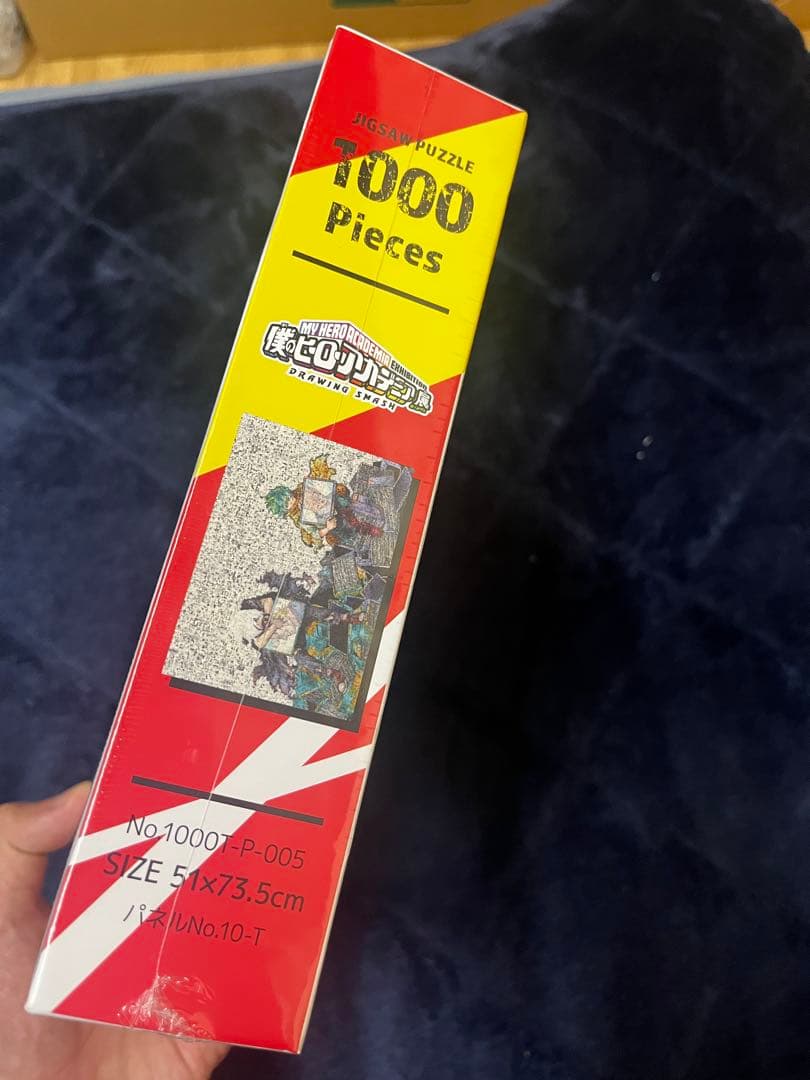 JIGSAW PUZZLE
1000
Pieces
MY HERO ACADEMIA EXHIBITION
僕のヒーローアカデミア展
DRAWING SMASH
No.1000T-P-005
SIZE 51×73.5cm
パネルNo.10-T